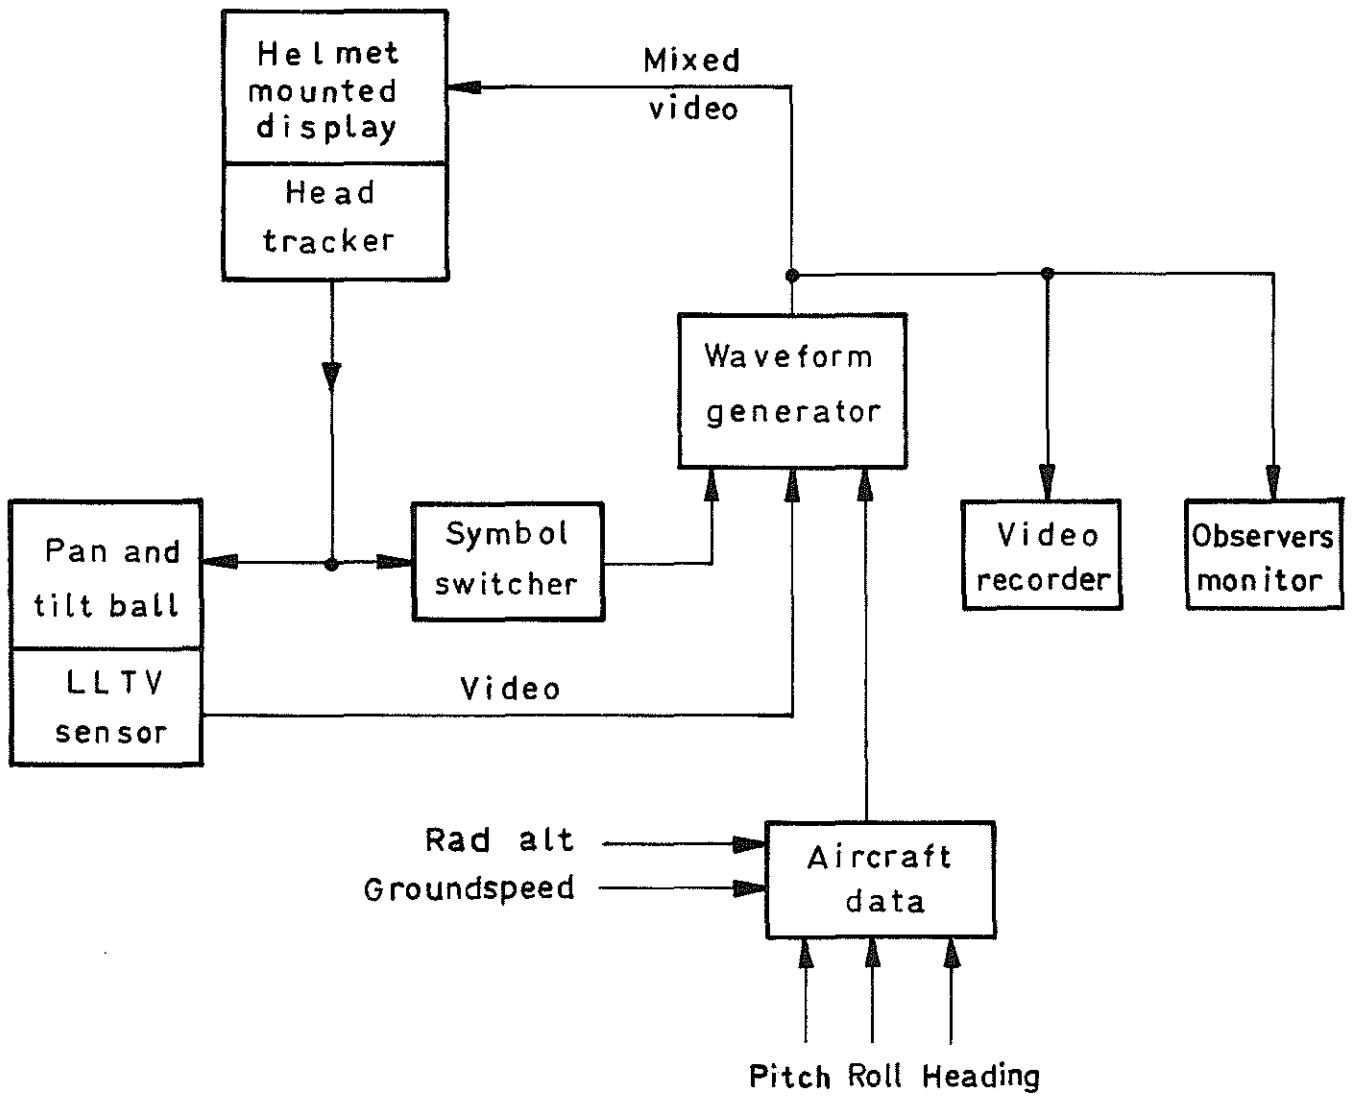 Helmet
mounted
display
Head
tracker
Mixed
video
Waveform
generator
Pan and
tilt ball
LLTV
sensor
Symbol
switcher
Video
recorder
Observers
monitor
Video
Rad alt
Groundspeed
Aircraft
data
Pitch Roll Heading